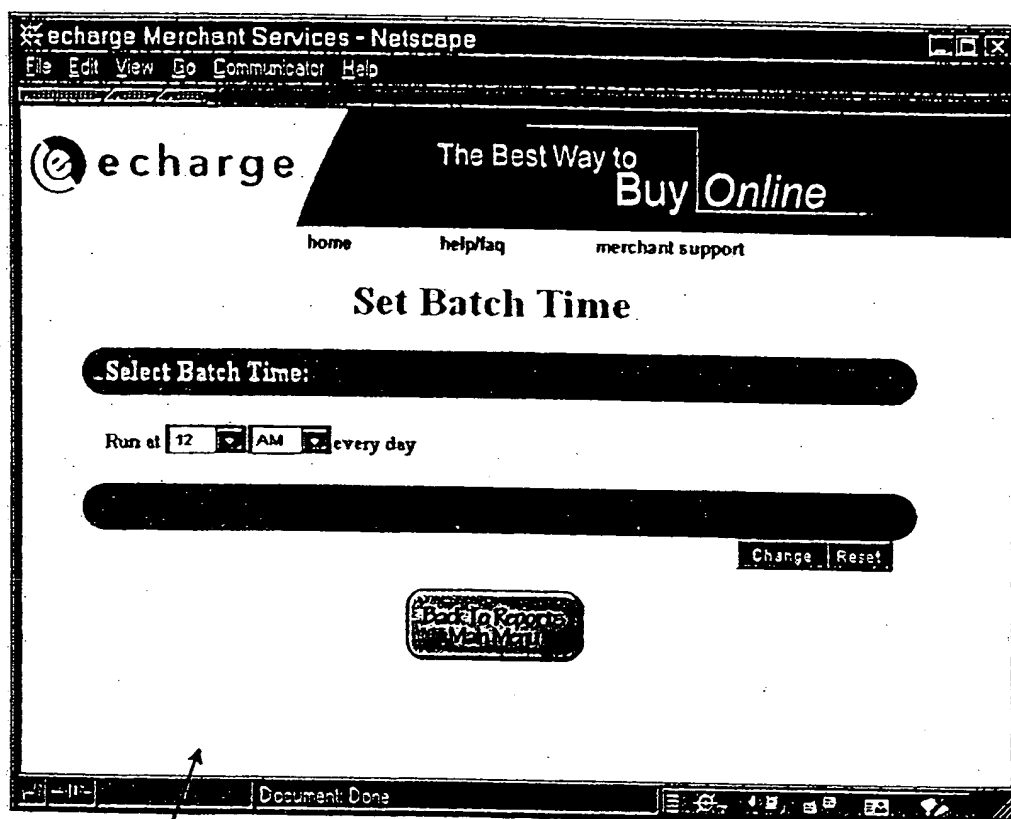 echarge Merchant Services - Netscape
File Edit View Go Communicator Help
echarge
The Best Way to
Buy Online
home help/faq merchant support
Set Batch Time
Select Batch Time:
Run at 12 AM every day
Change Reset
Back To Reports
Main Menu
Document: Done